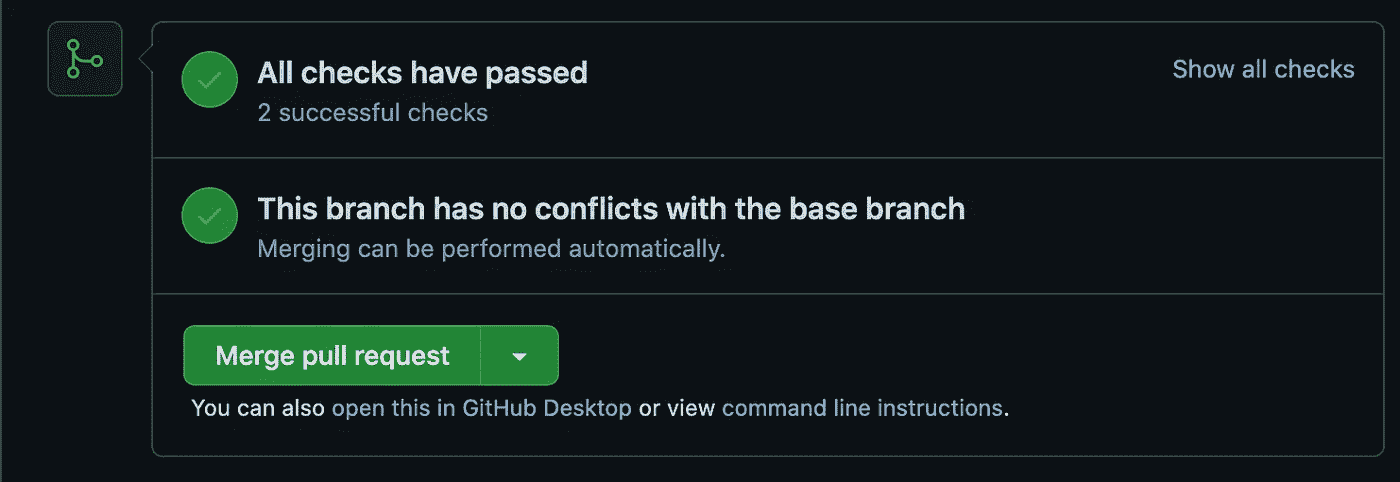 All checks have passed
Show all checks
2 successful checks
This branch has no conflicts with the base branch
Merging can be performed automatically.
Merge pull request
You can also open this in GitHub Desktop or view command line instructions.